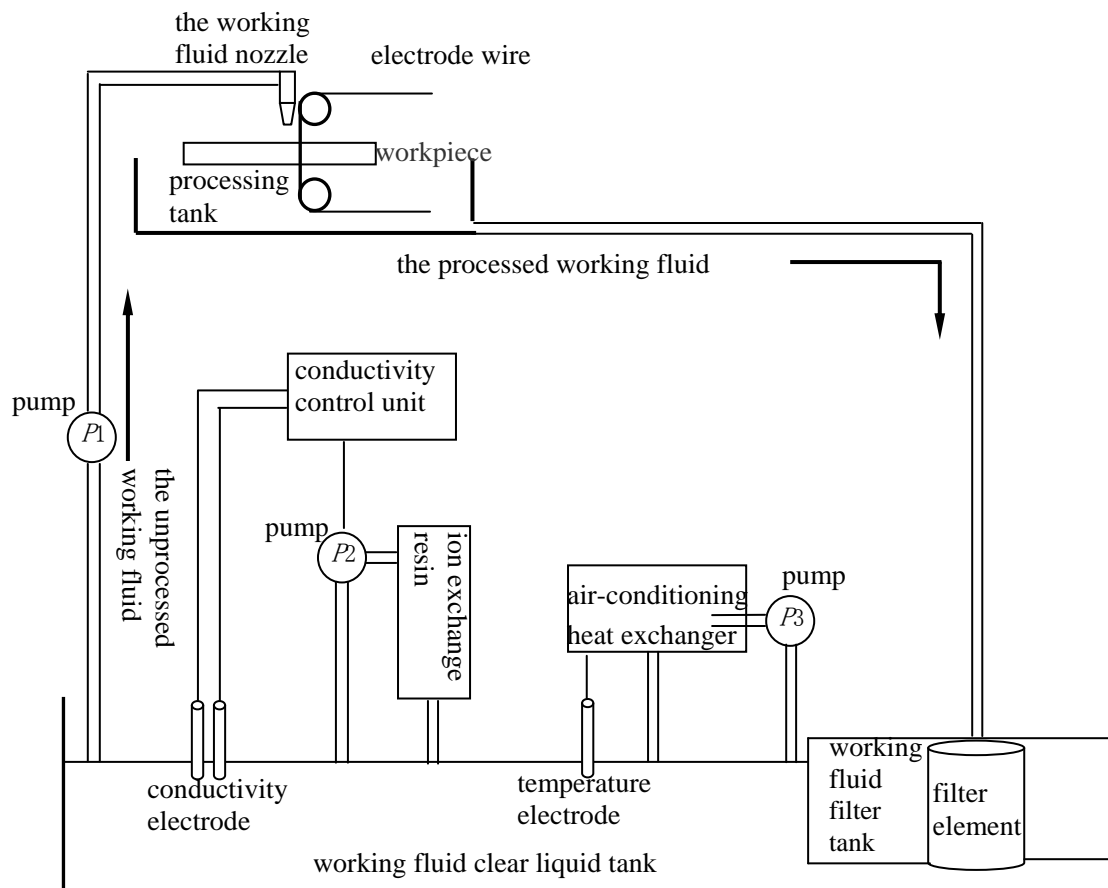 the working
fluid nozzle
electrode wire
workpiece
processing
tank
the processed working fluid
conductivity
control unit
pump
P1
the unprocessed
working fluid
pump
P2
ion exchange
resin
pump
air-conditioning
P3
heat exchanger
conductivity
electrode
temperature
electrode
working
fluid
filter
tank
filter
element
working fluid clear liquid tank